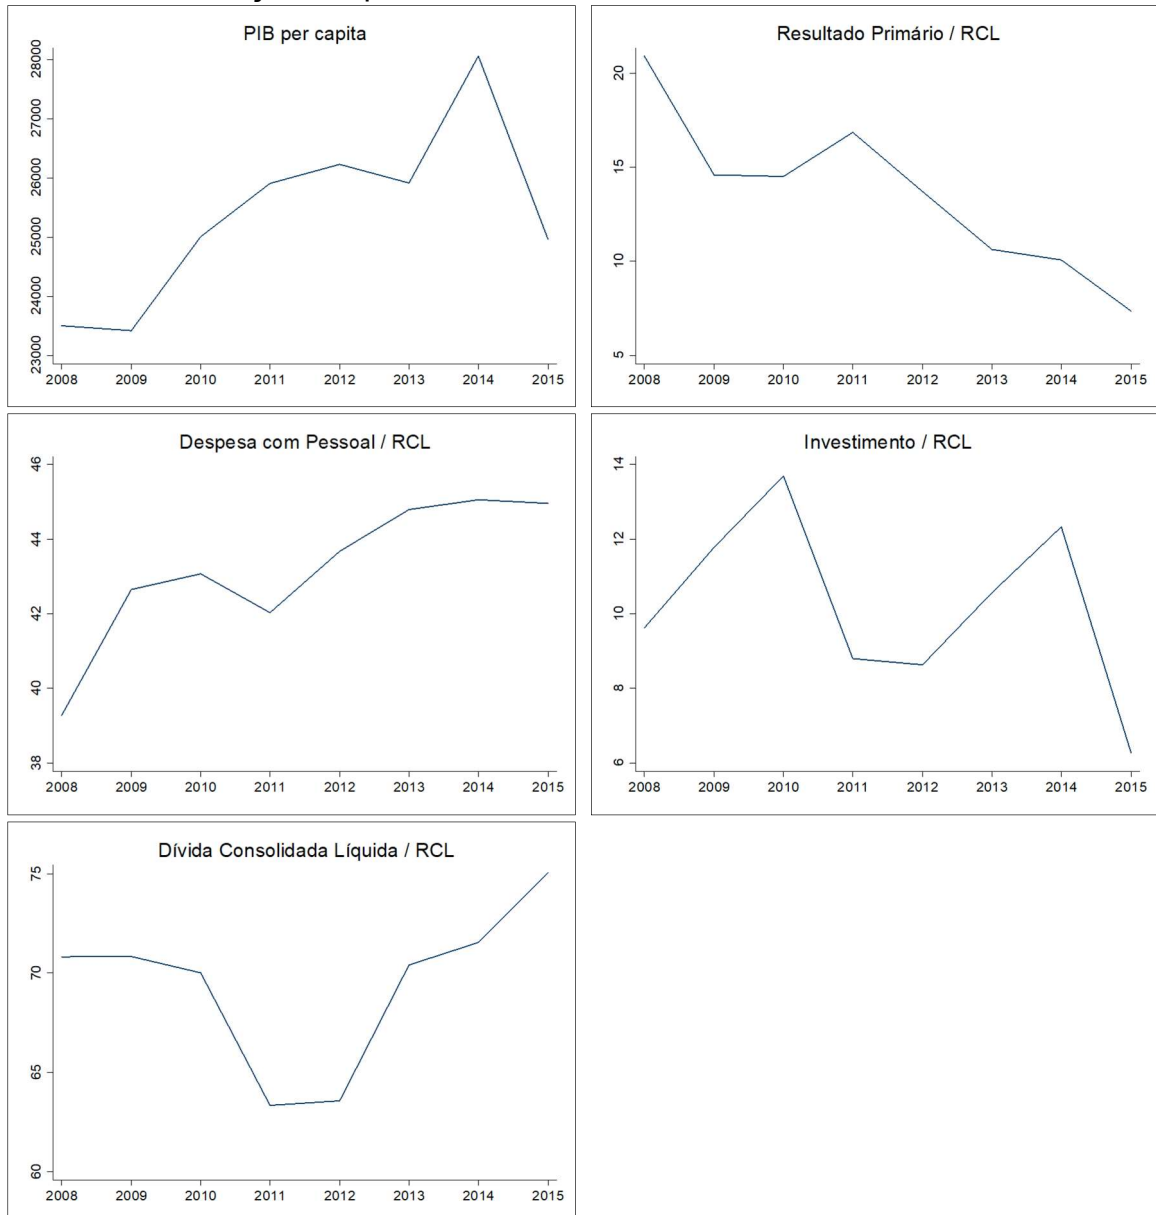 PIB per capita
28000
27000
26000
25000
24000
23000
2008 2009 2010 2011 2012 2013 2014 2015
Resultado Primário / RCL
20
15
10
5
2008 2009 2010 2011 2012 2013 2014 2015
Despesa com Pessoal / RCL
46
44
42
40
38
2008 2009 2010 2011 2012 2013 2014 2015
Investimento / RCL
14
12
10
8
6
2008 2009 2010 2011 2012 2013 2014 2015
Dívida Consolidada Líquida / RCL
75
70
65
60
2008 2009 2010 2011 2012 2013 2014 2015